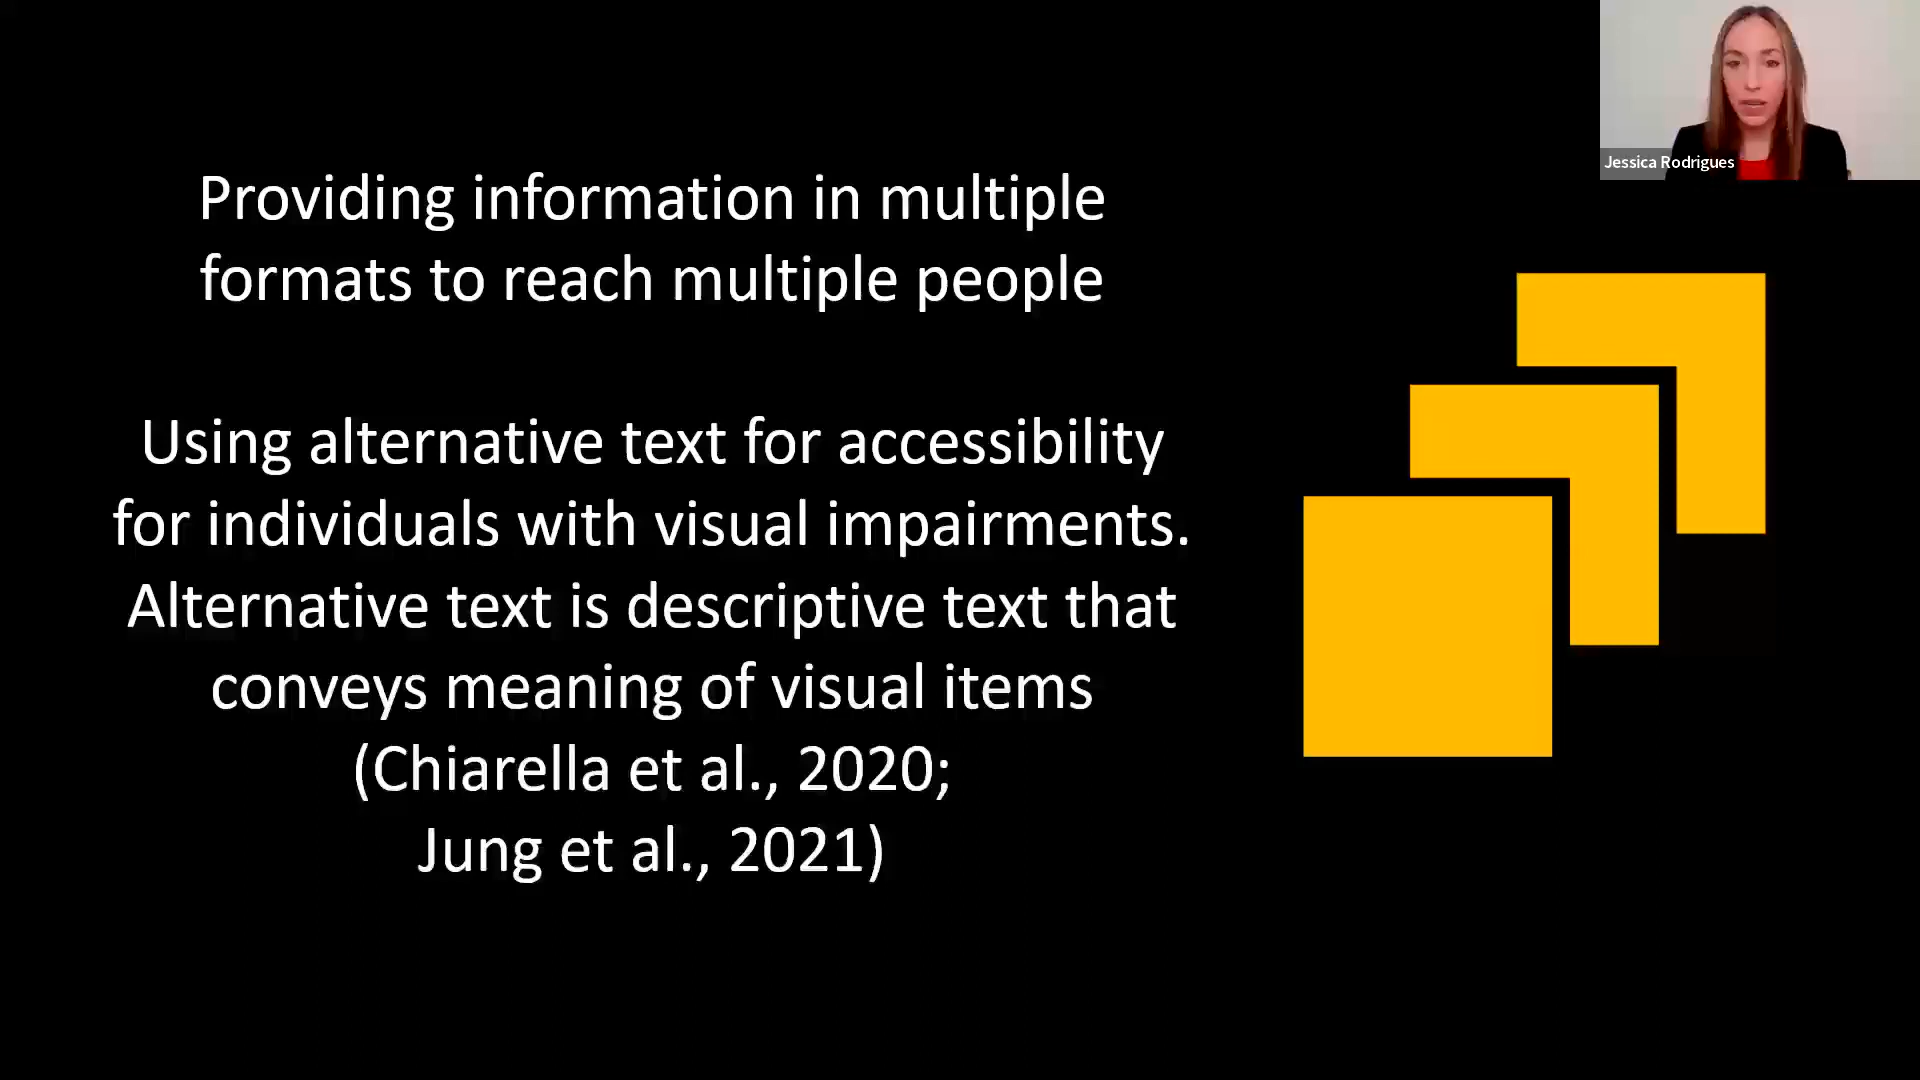 Providing information in multiple
formats to reach multiple people
Using alternative text for accessibility
for individuals with visual impairments.
Alternative text is descriptive text that
conveys meaning of visual items
(Chiarella et al., 2020;
Jung et al., 2021)
Jessica Rodrigues